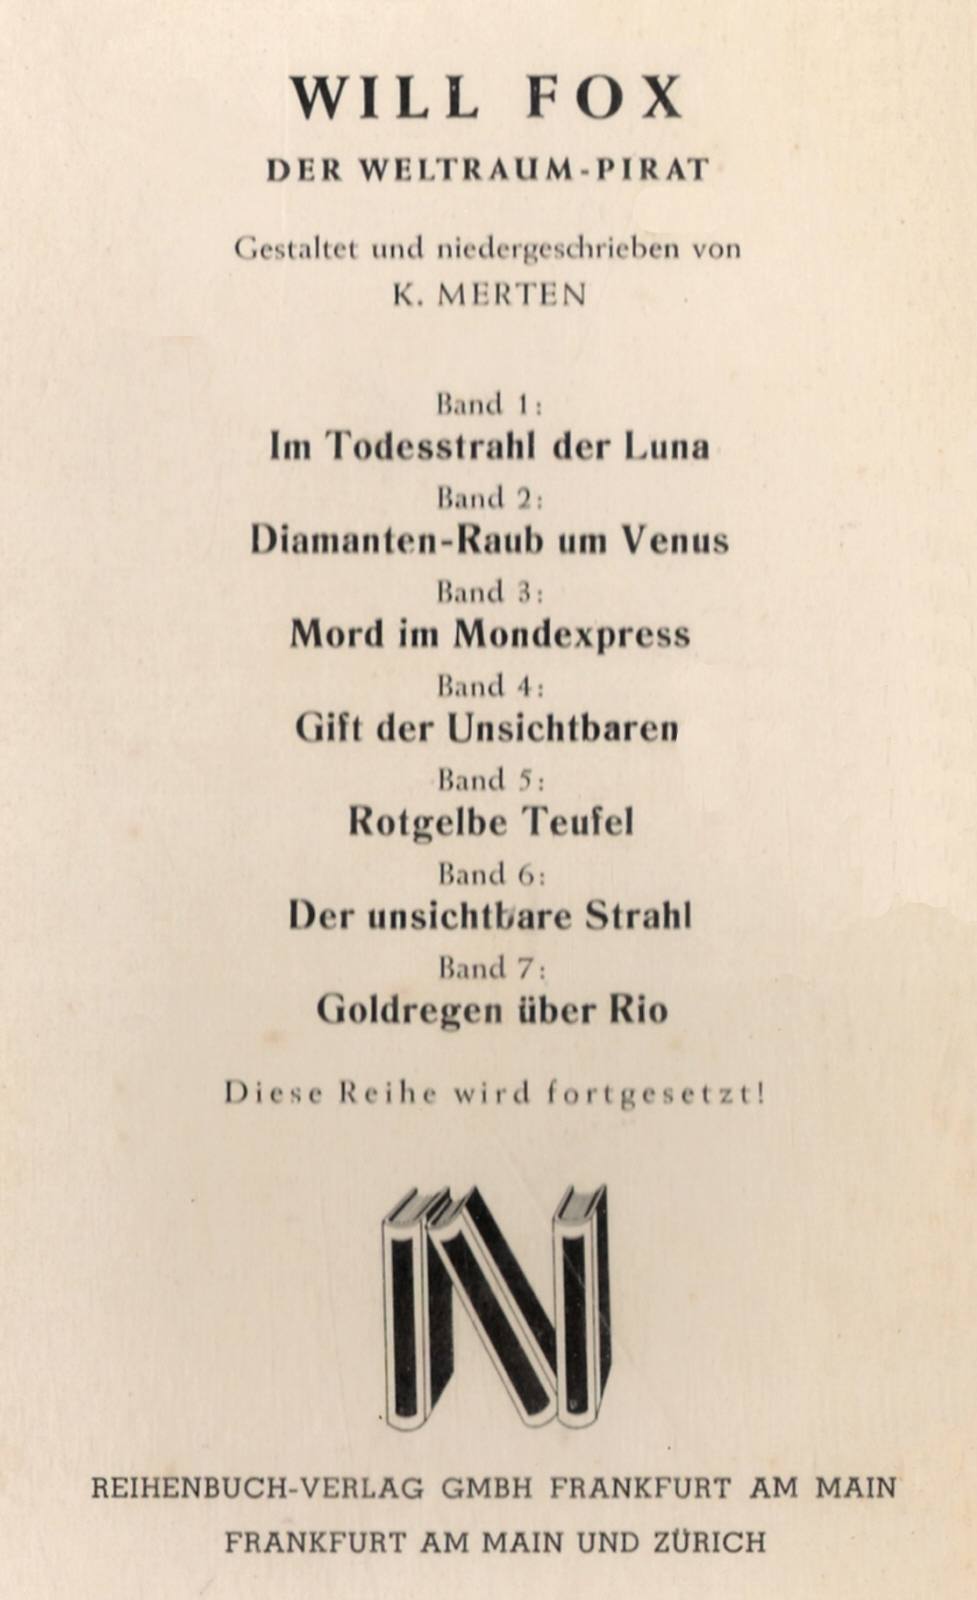 WILL FOX
DER WELTRAUM-PIRAT
Gestaltet und niedergeschrieben von
K. MERTEN
Band 1:
Im Todesstrahl der Luna
Band 2:
Diamanten-Raub um Venus
Band 3:
Mord im Mondexpress
Band 4:
Gift der Unsichtbaren
Band 5:
Rotgelbe Teufel
Band 6:
Der unsichtbare Strahl
Band 7:
Goldregen über Rio
Diese Reihe wird fortgesetzt!
REIHENBUCH-VERLAG GMBH FRANKFURT AM MAIN
FRANKFURT AM MAIN UND ZÜRICH